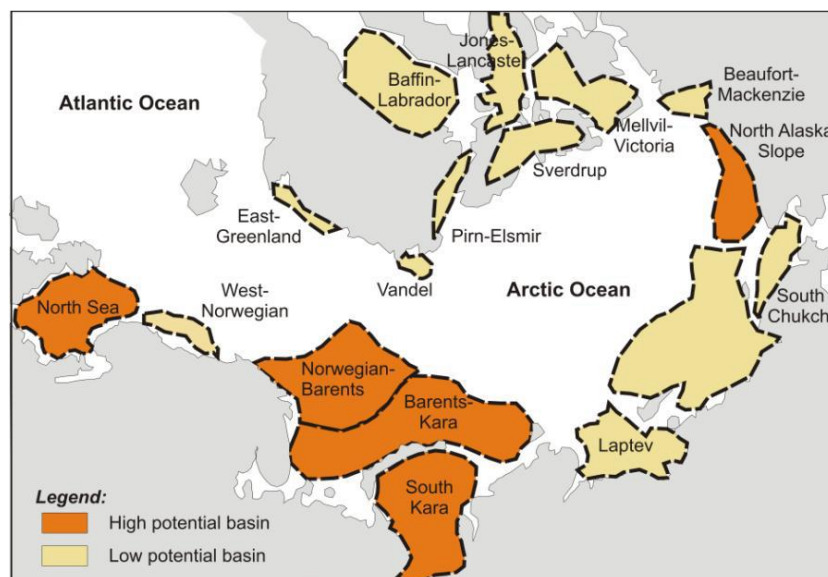 Jones-
Lancaster
Atlantic Ocean
Baffin-
Labrador
Beaufort-
Mackenzie
Mellvil-
Victoria
North Alaska
Slope
Sverdrup
East-
Greenland
Pirn-Elsmir
Vandel
West-
Norwegian
Arctic Ocean
North Sea
South
Chukch
Norwegian-
Barents
Barents-
Kara
Laptev
South
Kara
Legend:
High potential basin
Low potential basin